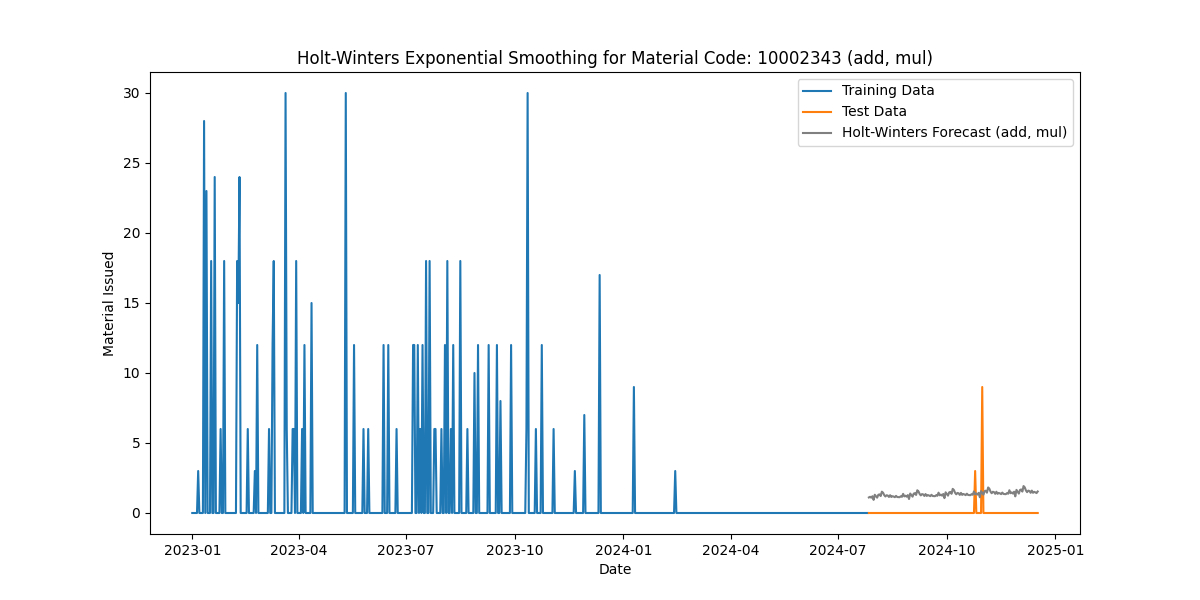 Holt-Winters Exponential Smoothing for Material Code: 10002343 (add, mul)
Training Data
Test Data
Holt-Winters Forecast (add, mul)
Material Issued
30
25
20
15
10
5
0
2023-01 2023-04 2023-07 2023-10 2024-01 2024-04 2024-07 2024-10 2025-01
Date